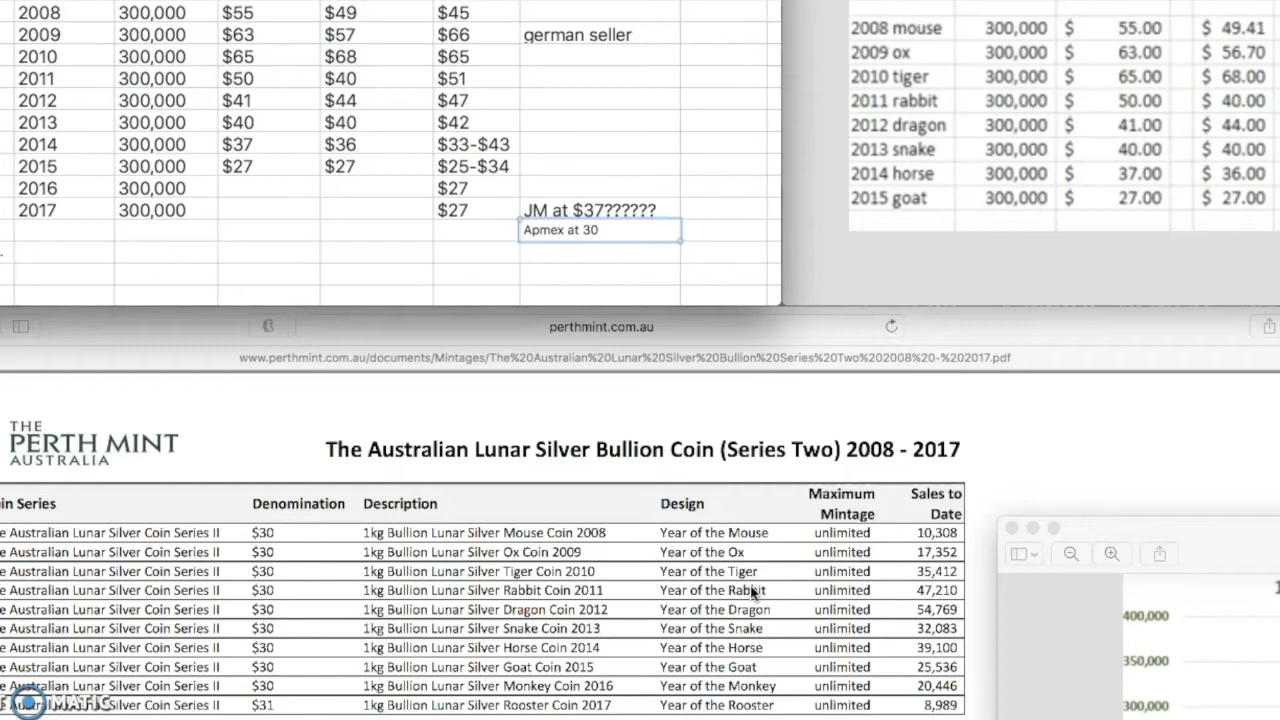 2008 300,000 $55 $49 $45
2009 300,000 $63 $57 $66 german seller
2010 300,000 $65 $68 $65
2011 300,000 $50 $40 $51
2012 300,000 $41 $44 $47
2013 300,000 $40 $40 $42
2014 300,000 $37 $36 $33-$43
2015 300,000 $27 $27 $25-$34
2016 300,000 $27
2017 300,000 $27 JM at $37??????
Apmex at 30
2008 mouse 300,000 $ 55.00 $ 49.41
2009 ox 300,000 $ 63.00 $ 56.70
2010 tiger 300,000 $ 65.00 $ 68.00
2011 rabbit 300,000 $ 50.00 $ 40.00
2012 dragon 300,000 $ 41.00 $ 44.00
2013 snake 300,000 $ 40.00 $ 40.00
2014 horse 300,000 $ 37.00 $ 36.00
2015 goat 300,000 $ 27.00 $ 27.00
perthmint.com.au
www.perthmint.com.au/documents/Mintages/The%20Australian%20Lunar%20Silver%20Bullion%20Series%20Two%202008%20-%202017.pdf
THE
PERTH MINT
AUSTRALIA
The Australian Lunar Silver Bullion Coin (Series Two) 2008 - 2017
in Series Denomination Description Design Maximum Mintage Sales to Date
e Australian Lunar Silver Coin Series II $30 1kg Bullion Lunar Silver Mouse Coin 2008 Year of the Mouse unlimited 10,308
e Australian Lunar Silver Coin Series II $30 1kg Bullion Lunar Silver Ox Coin 2009 Year of the Ox unlimited 17,352
e Australian Lunar Silver Coin Series II $30 1kg Bullion Lunar Silver Tiger Coin 2010 Year of the Tiger unlimited 35,412
e Australian Lunar Silver Coin Series II $30 1kg Bullion Lunar Silver Rabbit Coin 2011 Year of the Rabbit unlimited 47,210
e Australian Lunar Silver Coin Series II $30 1kg Bullion Lunar Silver Dragon Coin 2012 Year of the Dragon unlimited 54,769
e Australian Lunar Silver Coin Series II $30 1kg Bullion Lunar Silver Snake Coin 2013 Year of the Snake unlimited 32,083
e Australian Lunar Silver Coin Series II $30 1kg Bullion Lunar Silver Horse Coin 2014 Year of the Horse unlimited 39,100
e Australian Lunar Silver Coin Series II $30 1kg Bullion Lunar Silver Goat Coin 2015 Year of the Goat unlimited 25,536
e Australian Lunar Silver Coin Series II $30 1kg Bullion Lunar Silver Monkey Coin 2016 Year of the Monkey unlimited 20,446
Lunar Silver Coin Series II $31 1kg Bullion Lunar Silver Rooster Coin 2017 Year of the Rooster unlimited 8,989
400,000
350,000
300,000